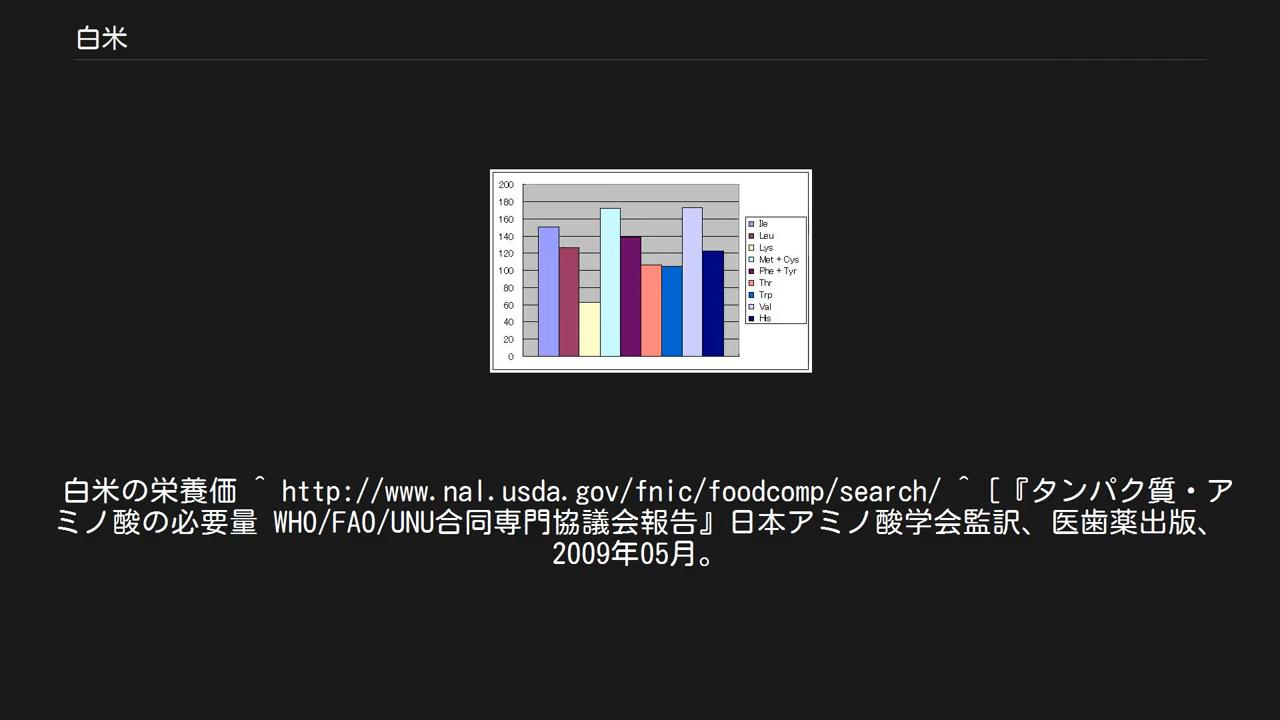 白米
200
180
160
140
120
100
80
60
40
20
0
Ile
Leu
Lys
Met + Cys
Phe + Tyr
Thr
Trp
Val
His
白米の栄養価 ^ http://www.nal.usda.gov/fnic/foodcomp/search/ ^ [『タンパク質・ア
ミノ酸の必要量 WHO/FAO/UNU合同専門協議会報告』日本アミノ酸学会監訳、医歯薬出版、
2009年05月。